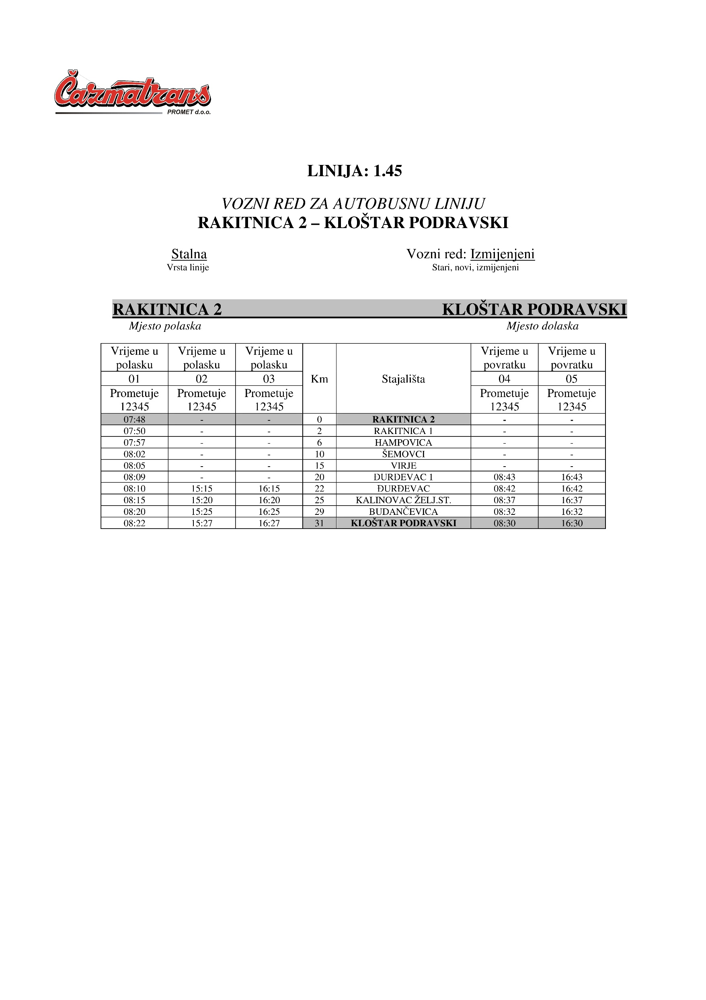 Čazmatrans
PROMET d.o.o.
LINIJA: 1.45
VOZNI RED ZA AUTOBUSNU LINIJU
RAKITNICA 2 – KLOŠTAR PODRAVSKI
Stalna Vozni red: Izmijenjeni
Vrsta linije Stari, novi, izmijenjeni
RAKITNICA 2 KLOŠTAR PODRAVSKI
Mjesto polaska Mjesto dolaska
Vrijeme u Vrijeme u Vrijeme u Vrijeme u Vrijeme u
polasku polasku polasku povratku povratku
01 02 03 Km Stajališta 04 05
Prometuje Prometuje Prometuje Prometuje Prometuje
12345 12345 12345 12345 12345
07:48 - - 0 RAKITNICA 2 - -
07:50 - - 2 RAKITNICA 1 - -
07:57 - - 6 HAMPOVICA - -
08:02 - - 10 ŠEMOVCI - -
08:05 - - 15 VIRJE - -
08:09 - - 20 ĐURĐEVAC 1 08:43 16:43
08:10 15:15 16:15 22 ĐURĐEVAC 08:42 16:42
08:15 15:20 16:20 25 KALINOVAC ŽELJ.ST. 08:37 16:37
08:20 15:25 16:25 29 BUDANČEVICA 08:32 16:32
08:22 15:27 16:27 31 KLOŠTAR PODRAVSKI 08:30 16:30